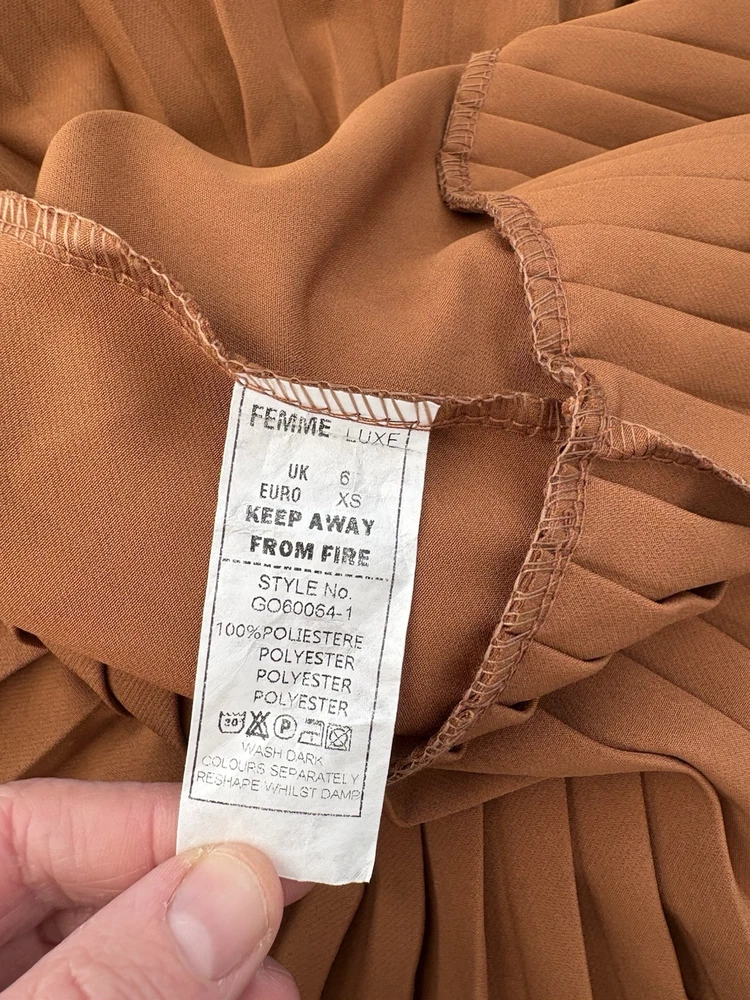 FEMME LUXE
UK 6
EURO XS
KEEP AWAY
FROM FIRE
STYLE No.
GO60064-1
100%POLIESTERE
POLYESTER
POLYESTER
POLYESTER
30 P
WASH DARK
COLOURS SEPARATELY
RESHAPE WHILST DAMP